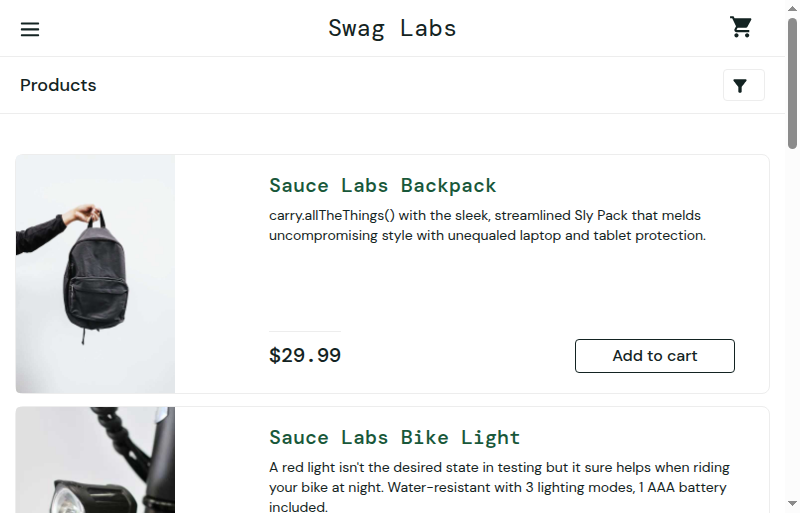 Swag Labs
Products
Sauce Labs Backpack
carry.allTheThings() with the sleek, streamlined Sly Pack that melds
uncompromising style with unequaled laptop and tablet protection.
$29.99
Add to cart
Sauce Labs Bike Light
A red light isn't the desired state in testing but it sure helps when riding
your bike at night. Water-resistant with 3 lighting modes, 1 AAA battery
included.